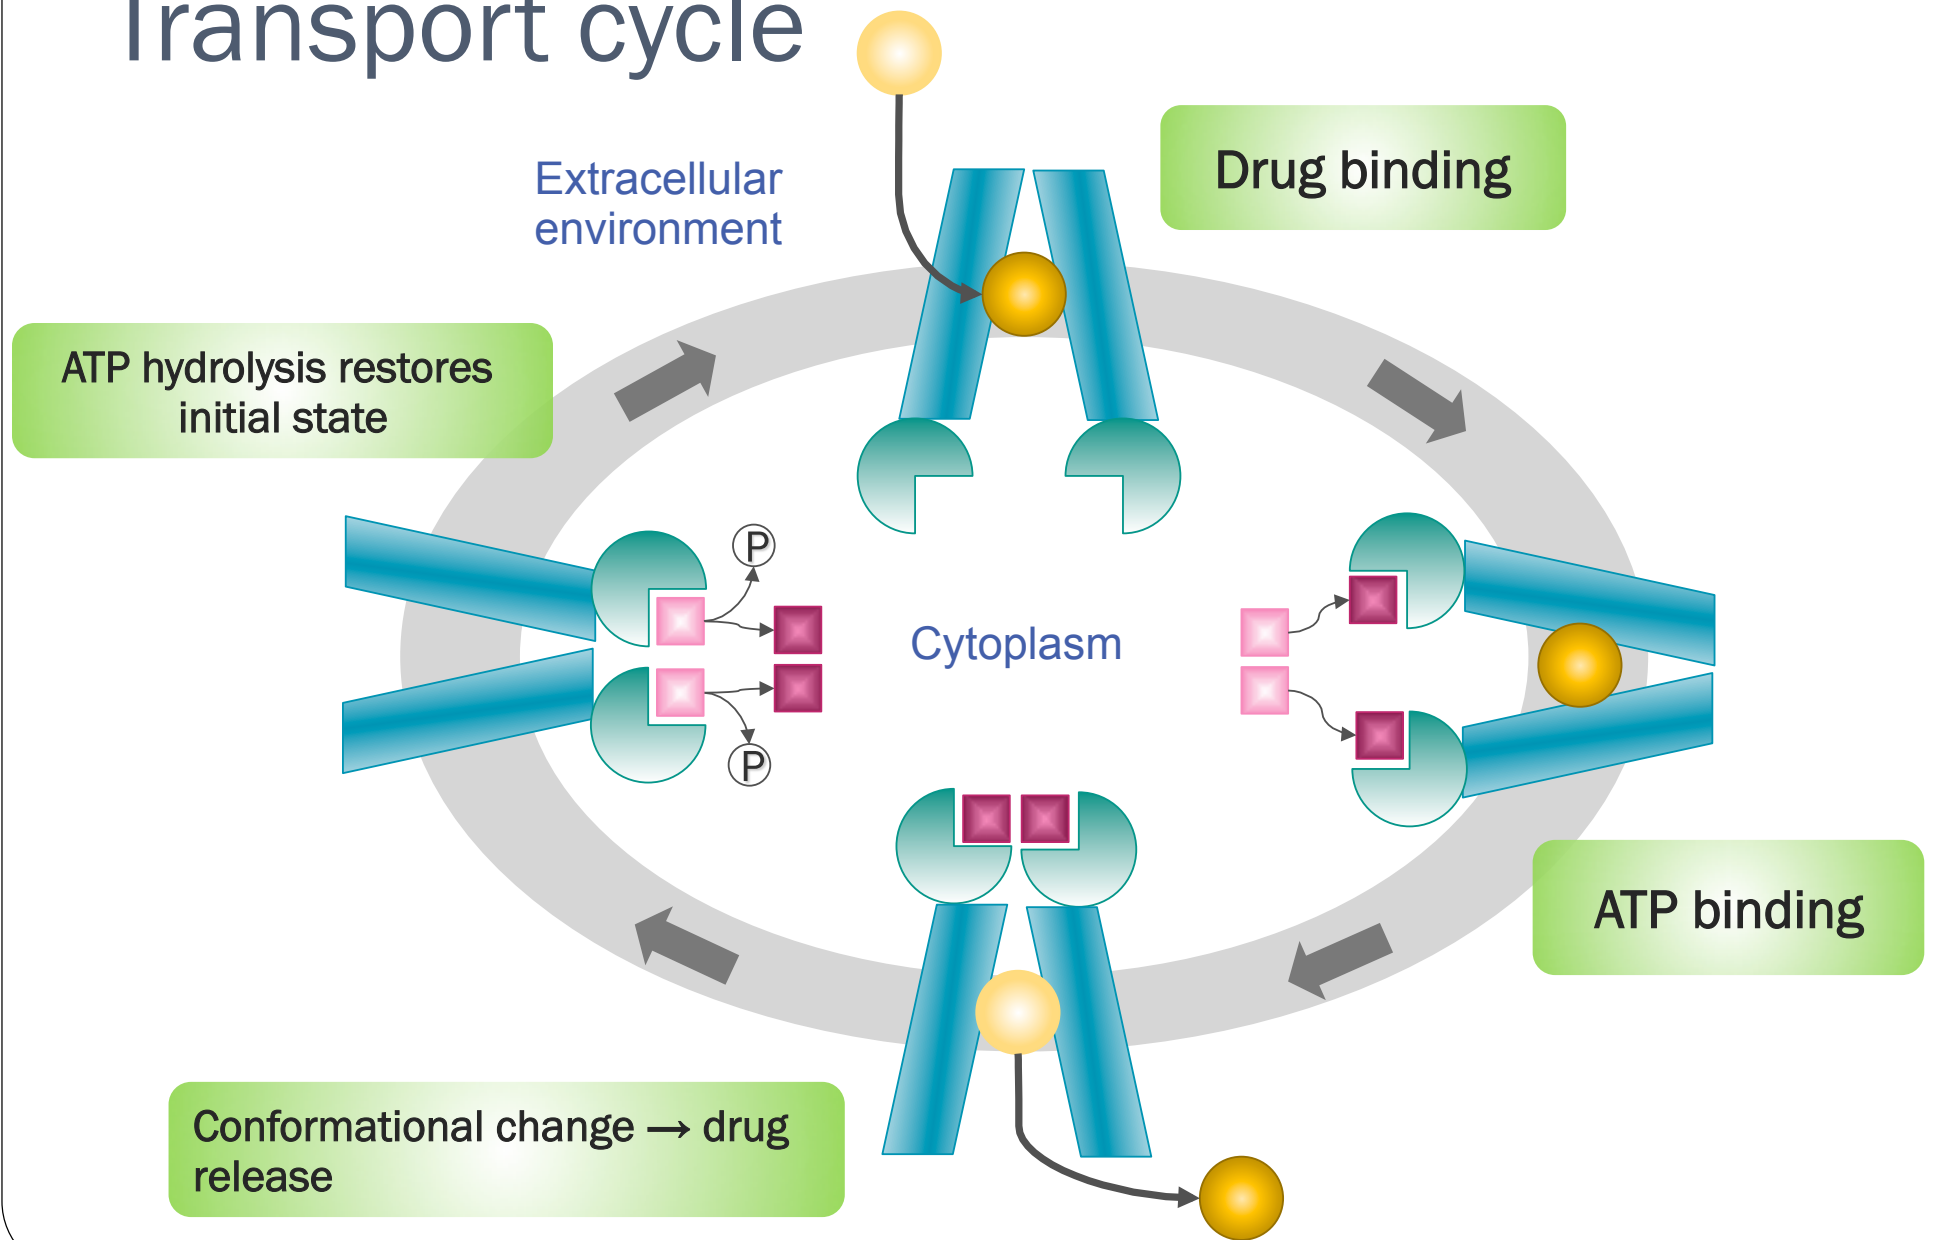 Transport cycle
Extracellular
environment
Drug binding
ATP hydrolysis restores
initial state
P
Cytoplasm
P
ATP binding
Conformational change → drug
release